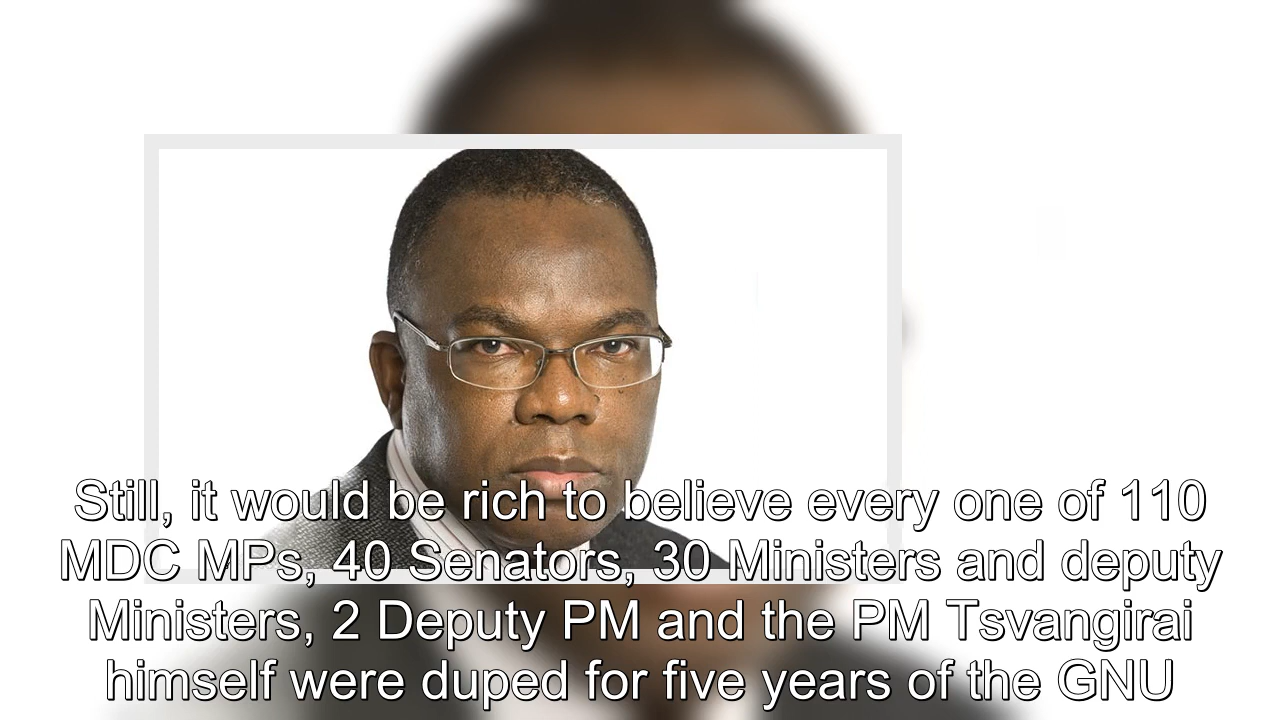 Still, it would be rich to believe every one of 110
MDC MPs, 40 Senators, 30 Ministers and deputy
Ministers, 2 Deputy PM and the PM Tsvangirai
himself were duped for five years of the GNU